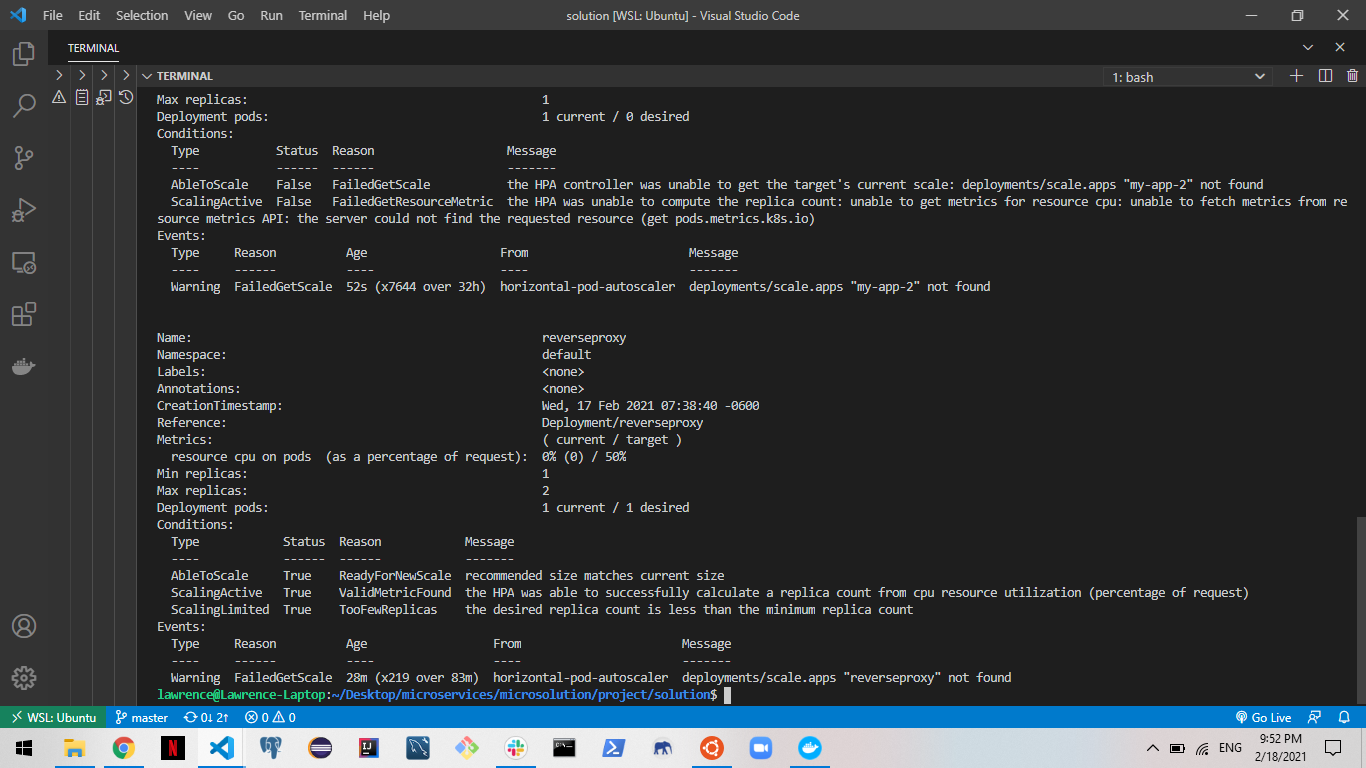 File Edit Selection View Go Run Terminal Help solution [WSL: Ubuntu] - Visual Studio Code
TERMINAL
TERMINAL 1: bash
Max replicas: 1
Deployment pods: 1 current / 0 desired
Conditions:
Type Status Reason Message
---- ------ ------ -------
AbleToScale False FailedGetScale the HPA controller was unable to get the target's current scale: deployments/scale.apps "my-app-2" not found
ScalingActive False FailedGetResourceMetric the HPA was unable to compute the replica count: unable to get metrics for resource cpu: unable to fetch metrics from re
source metrics API: the server could not find the requested resource (get pods.metrics.k8s.io)
Events:
Type Reason Age From Message
---- ------ ---- ---- -------
Warning FailedGetScale 52s (x7644 over 32h) horizontal-pod-autoscaler deployments/scale.apps "my-app-2" not found
Name: reverseproxy
Namespace: default
Labels: <none>
Annotations: <none>
CreationTimestamp: Wed, 17 Feb 2021 07:38:40 -0600
Reference: Deployment/reverseproxy
Metrics: ( current / target )
resource cpu on pods (as a percentage of request): 0% (0) / 50%
Min replicas: 1
Max replicas: 2
Deployment pods: 1 current / 1 desired
Conditions:
Type Status Reason Message
---- ------ ------ -------
AbleToScale True ReadyForNewScale recommended size matches current size
ScalingActive True ValidMetricFound the HPA was able to successfully calculate a replica count from cpu resource utilization (percentage of request)
ScalingLimited True TooFewReplicas the desired replica count is less than the minimum replica count
Events:
Type Reason Age From Message
---- ------ ---- ---- -------
Warning FailedGetScale 28m (x219 over 83m) horizontal-pod-autoscaler deployments/scale.apps "reverseproxy" not found
lawrence@Lawrence-Laptop:~/Desktop/microservices/microsolution/project/solution$
WSL: Ubuntu master 0↓ 2↑ 0 0 Go Live
N IJ ENG 9:52 PM
2/18/2021